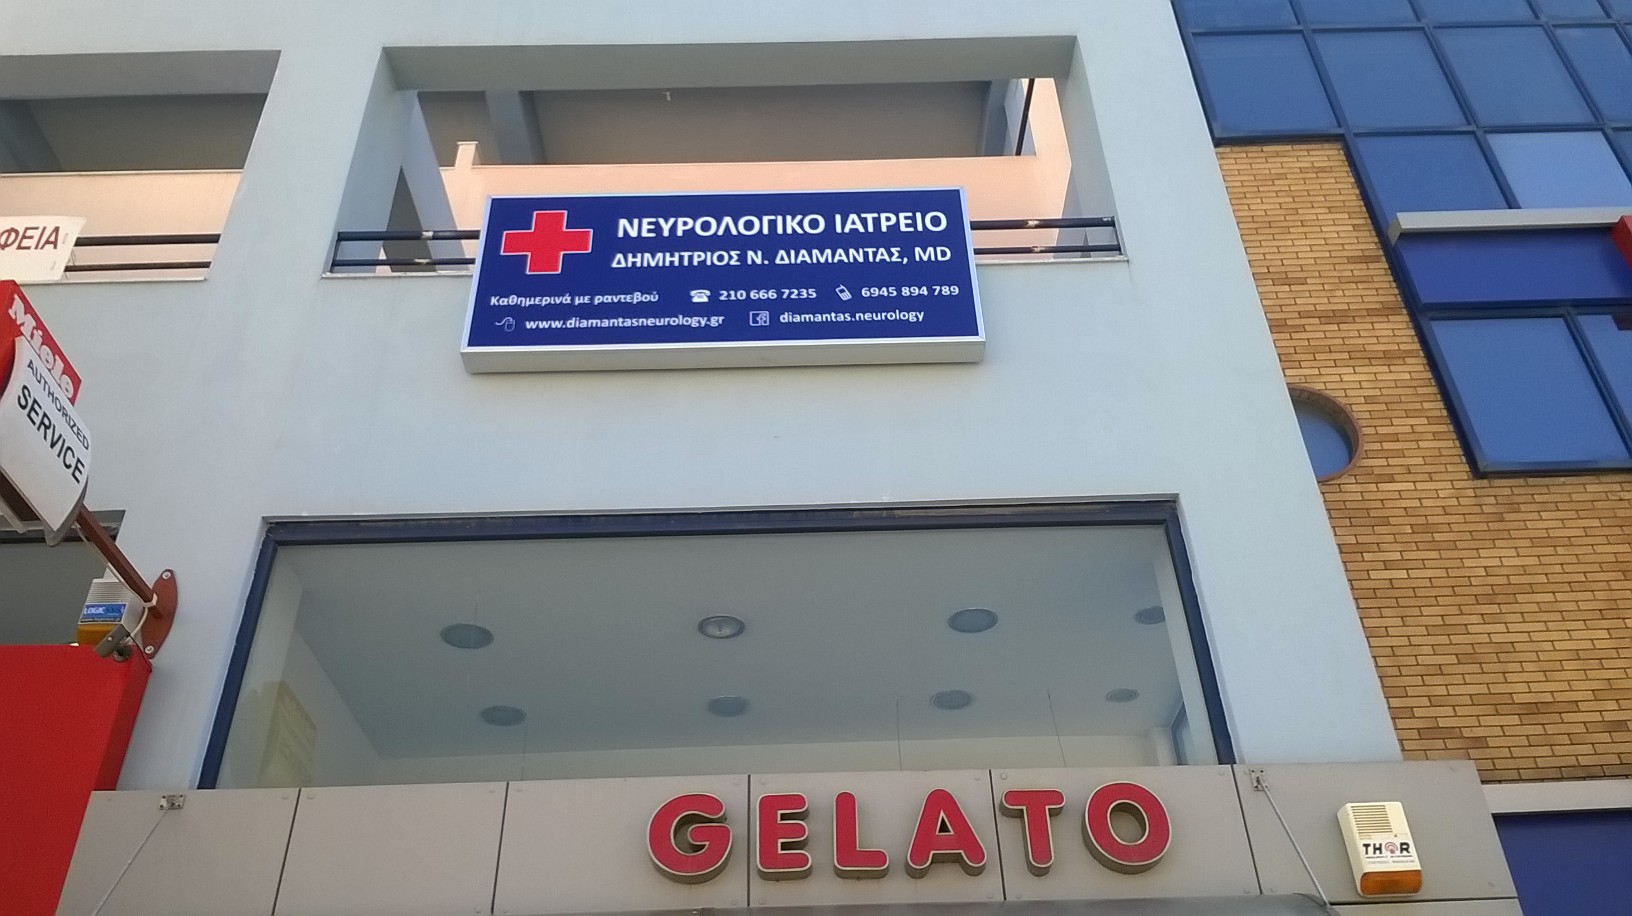 ΝΕΥΡΟΛΟΓΙΚΟ ΙΑΤΡΕΙΟ
ΔΗΜΗΤΡΙΟΣ Ν. ΔΙΑΜΑΝΤΑΣ, MD
Καθημερινά με ραντεβού 210 666 7235 6945 894 789
www.diamantasneurology.gr diamantas.neurology
ΦΕΙΑ
Miele
AUTHORIZED
SERVICE
LOGIC
GELATO
THOR